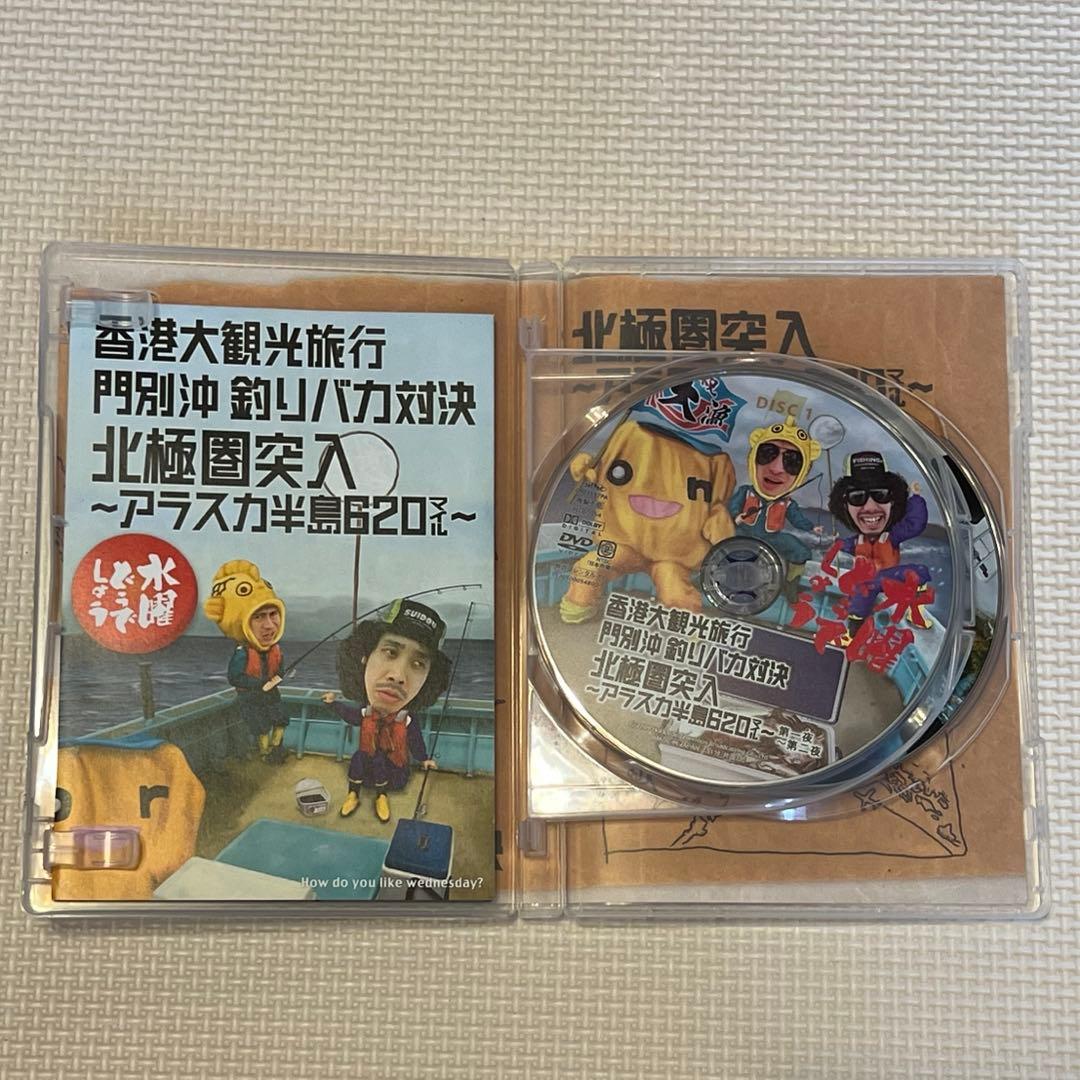 香港大観光旅行
門別沖 釣りバカ対決
北極圏突入
〜アラスカ半島620マイル〜
水曜
どうで
しょう
SUIDOU
on
How do you like wednesday?
北極圏突入
大漁
DISC 1
FISHING
DOLBY
DIGITAL
DVD
VIDEO
水曜
どうで
しょう
香港大観光旅行
門別沖 釣りバカ対決
北極圏突入
〜アラスカ半島620マイル〜 第一夜
〜第二夜